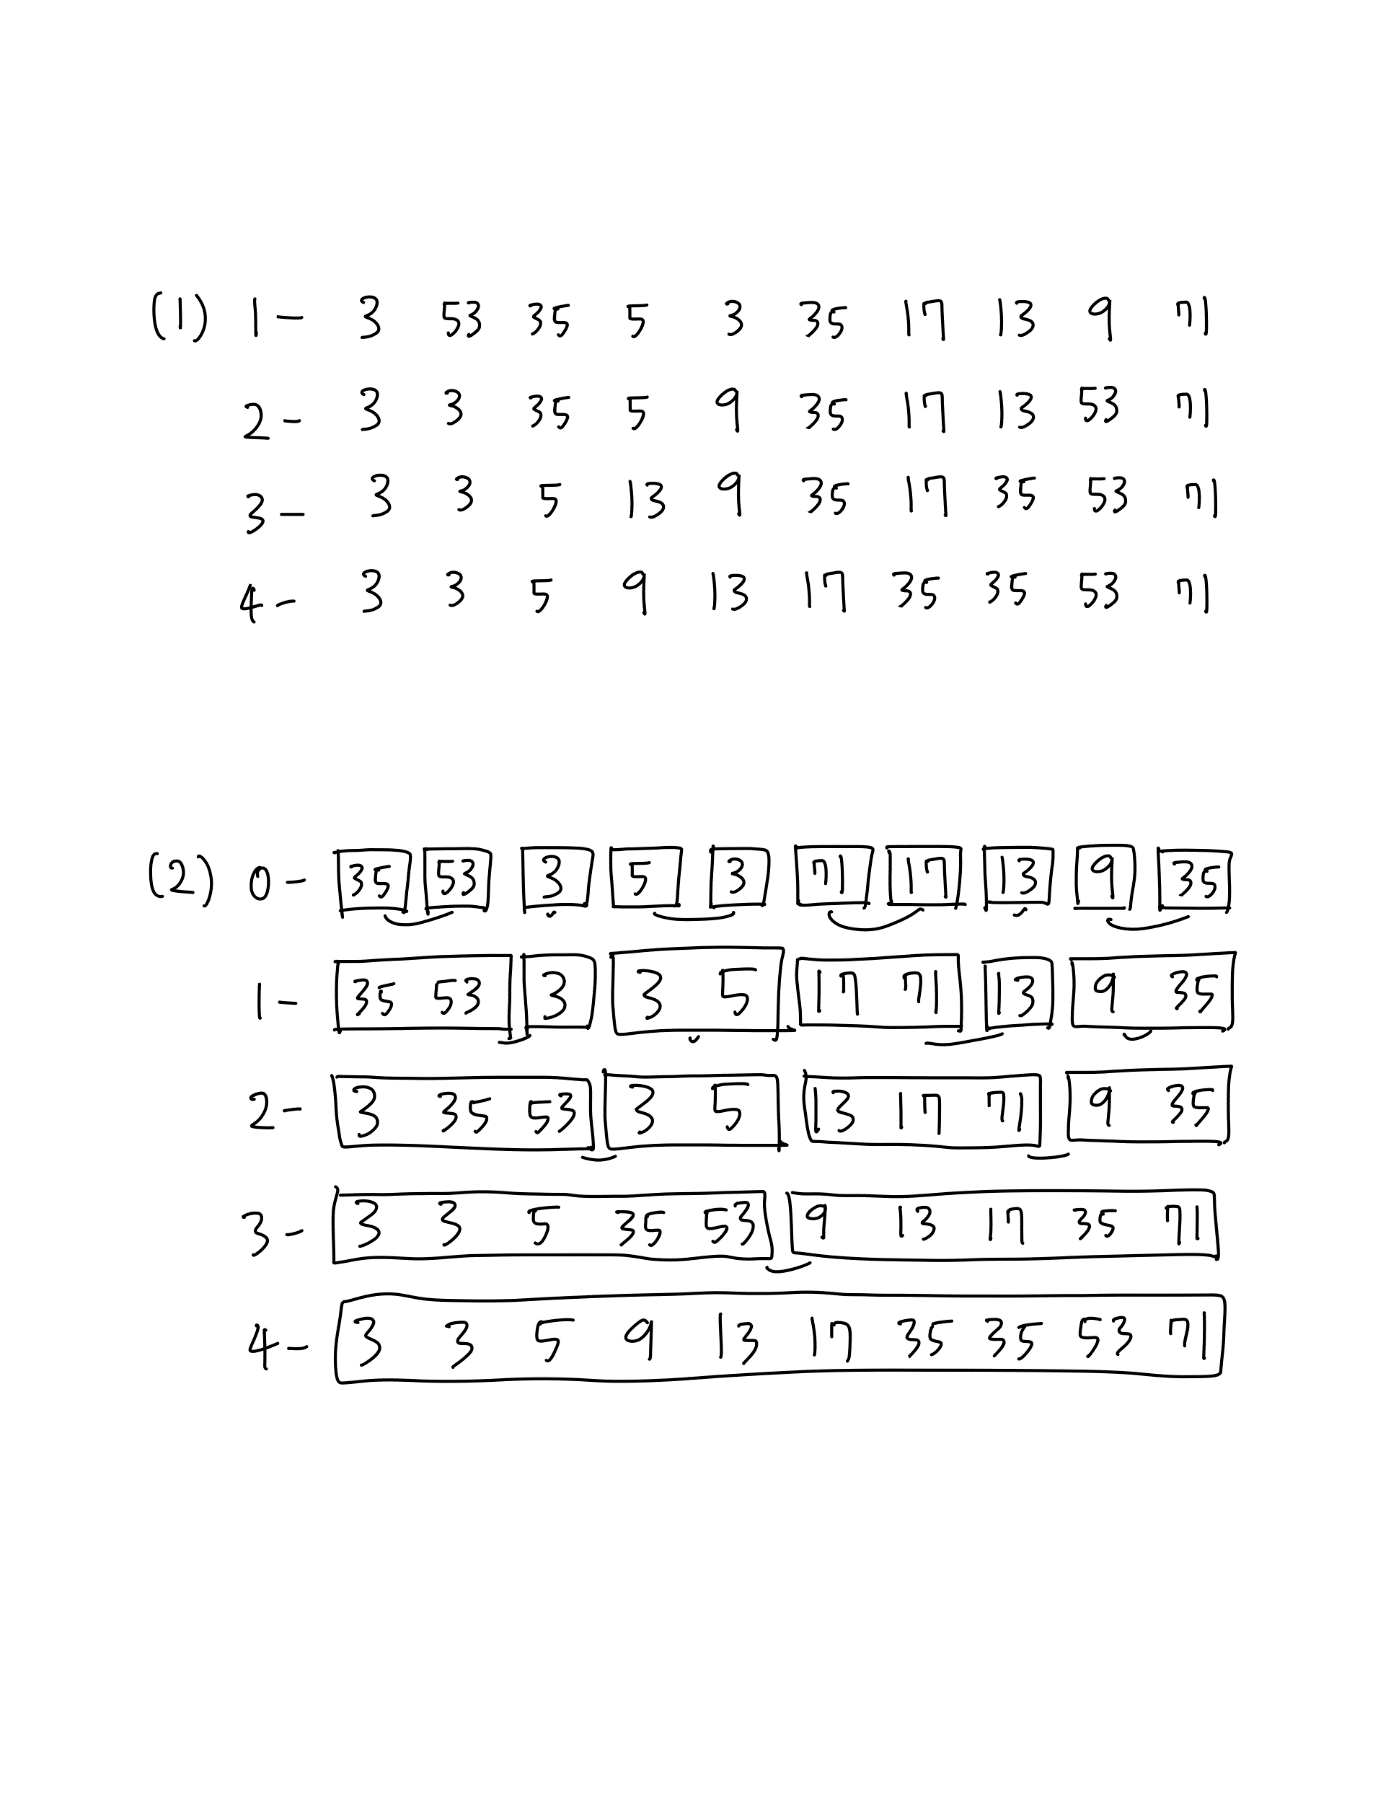 (1) 1- 3 53 35 5 3 35 17 13 9 71
2- 3 3 35 5 9 35 17 13 53 71
3- 3 3 5 13 9 35 17 35 53 71
4- 3 3 5 9 13 17 35 35 53 71
(2) 0- 35 53 3 5 3 71 17 13 9 35
1- 35 53 3 3 5 17 71 13 9 35
2- 3 35 53 3 5 13 17 71 9 35
3- 3 3 5 35 53 9 13 17 35 71
4- 3 3 5 9 13 17 35 35 53 71